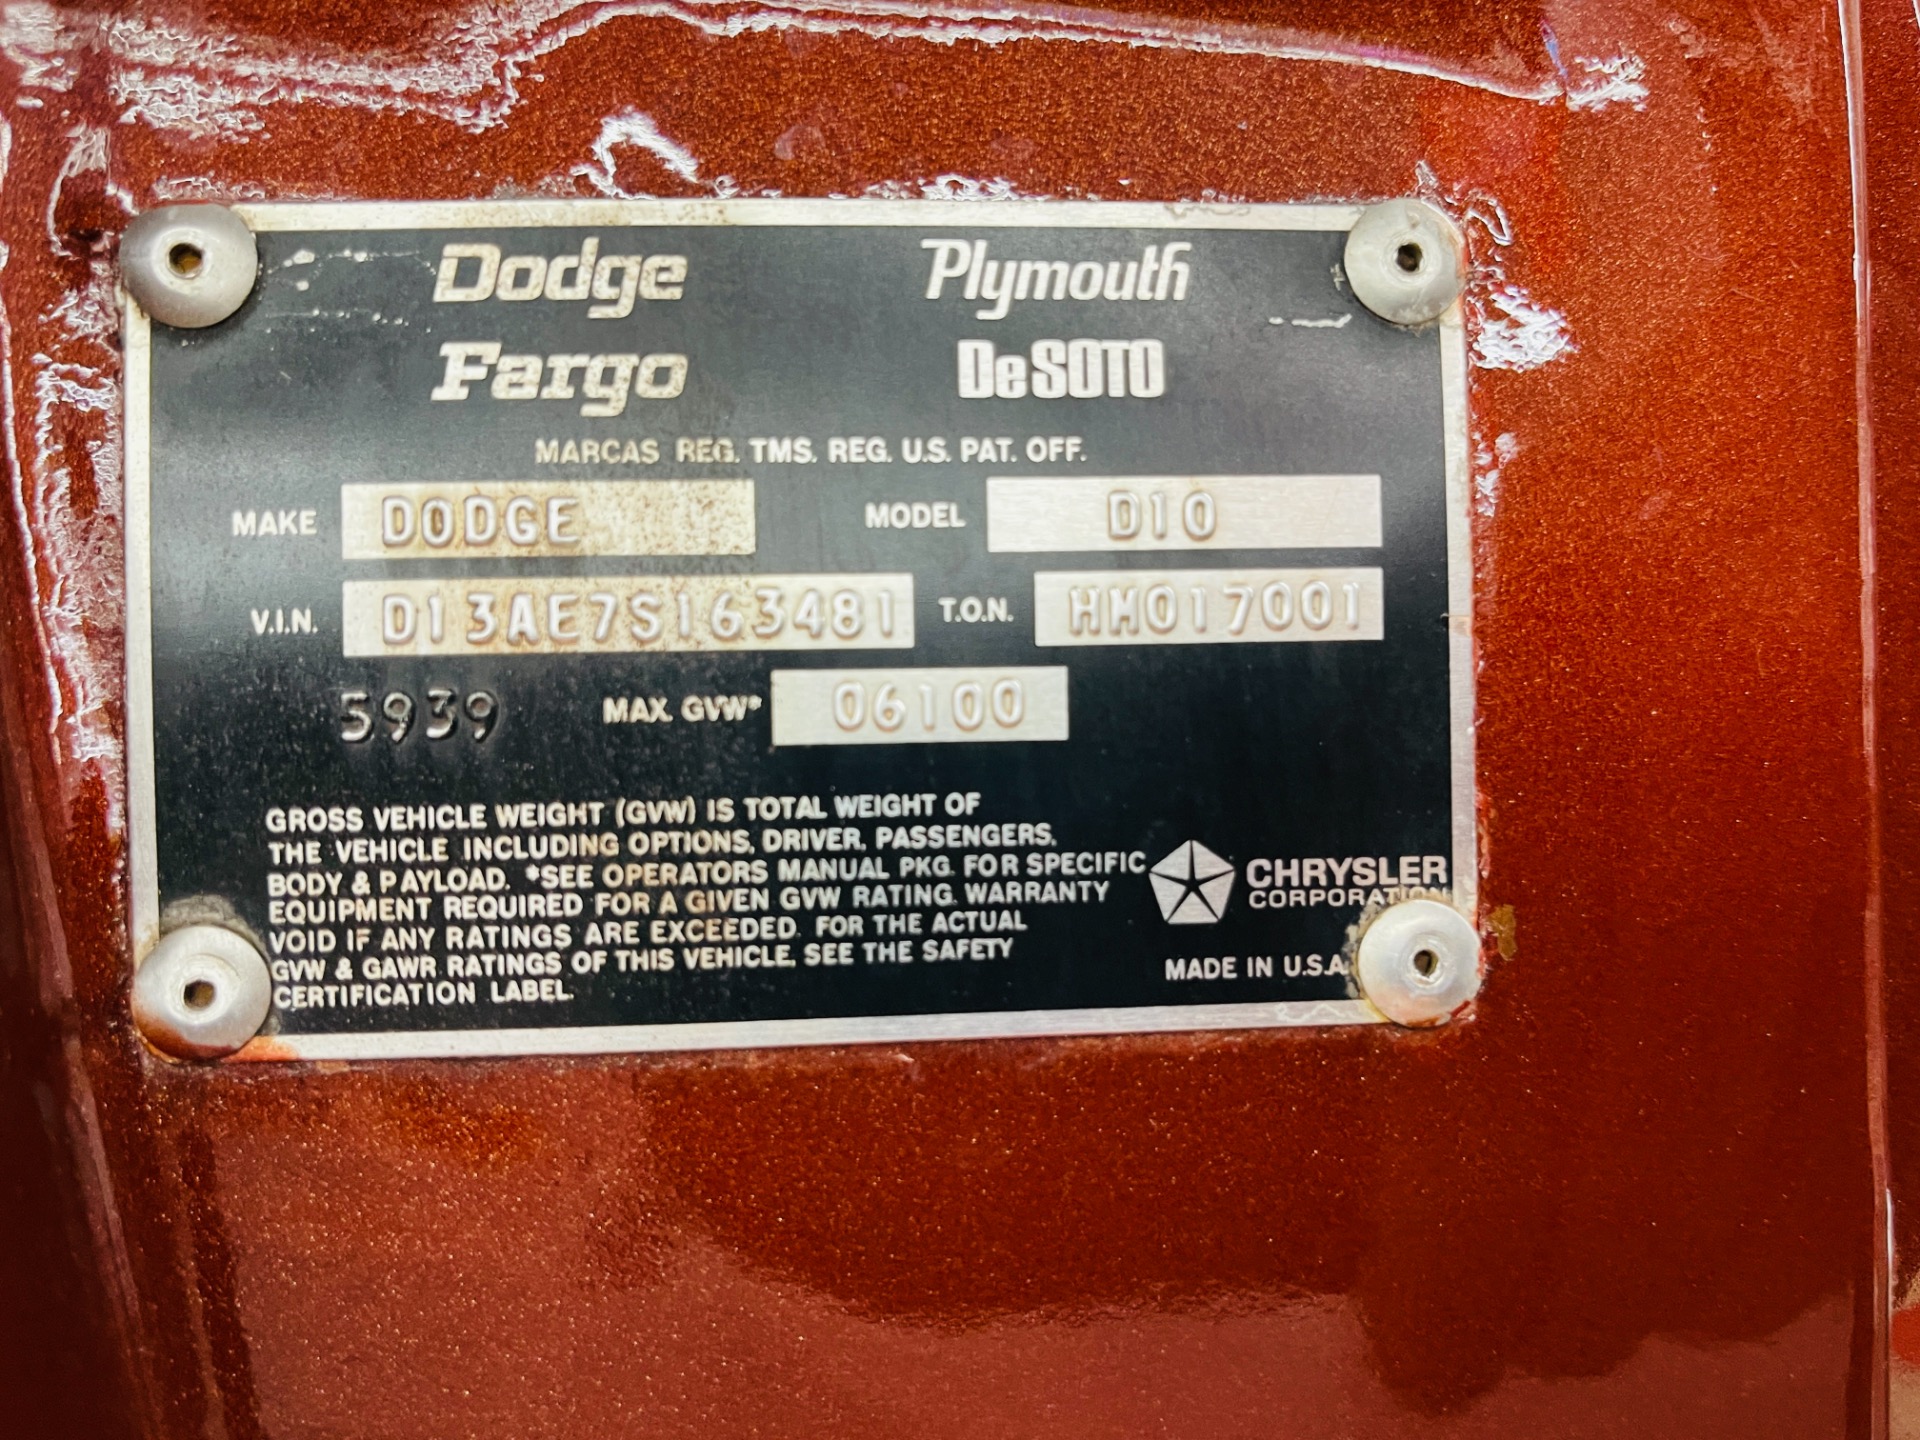 Dodge Plymouth
Fargo DeSOTO
MARCAS REG. TMS. REG. U.S. PAT. OFF.
MAKE DODGE MODEL D10
V.I.N. D13AE7S163481 T.O.N. HM017001
5939 MAX. GVW* 06100
GROSS VEHICLE WEIGHT (GVW) IS TOTAL WEIGHT OF
THE VEHICLE INCLUDING OPTIONS, DRIVER, PASSENGERS,
BODY & PAYLOAD. *SEE OPERATORS MANUAL PKG. FOR SPECIFIC
EQUIPMENT REQUIRED FOR A GIVEN GVW RATING. WARRANTY
VOID IF ANY RATINGS ARE EXCEEDED. FOR THE ACTUAL
GVW & GAWR RATINGS OF THIS VEHICLE, SEE THE SAFETY
CERTIFICATION LABEL.
CHRYSLER
CORPORATION
MADE IN U.S.A.